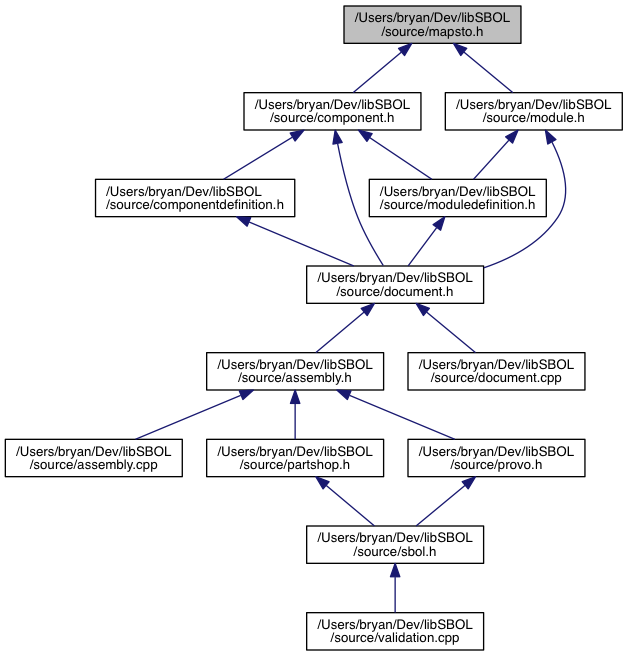 /Users/bryan/Dev/libSBOL
/source/mapsto.h
/Users/bryan/Dev/libSBOL
/source/component.h
/Users/bryan/Dev/libSBOL
/source/module.h
/Users/bryan/Dev/libSBOL
/source/componentdefinition.h
/Users/bryan/Dev/libSBOL
/source/moduledefinition.h
/Users/bryan/Dev/libSBOL
/source/document.h
/Users/bryan/Dev/libSBOL
/source/assembly.h
/Users/bryan/Dev/libSBOL
/source/document.cpp
/Users/bryan/Dev/libSBOL
/source/assembly.cpp
/Users/bryan/Dev/libSBOL
/source/partshop.h
/Users/bryan/Dev/libSBOL
/source/provo.h
/Users/bryan/Dev/libSBOL
/source/sbol.h
/Users/bryan/Dev/libSBOL
/source/validation.cpp